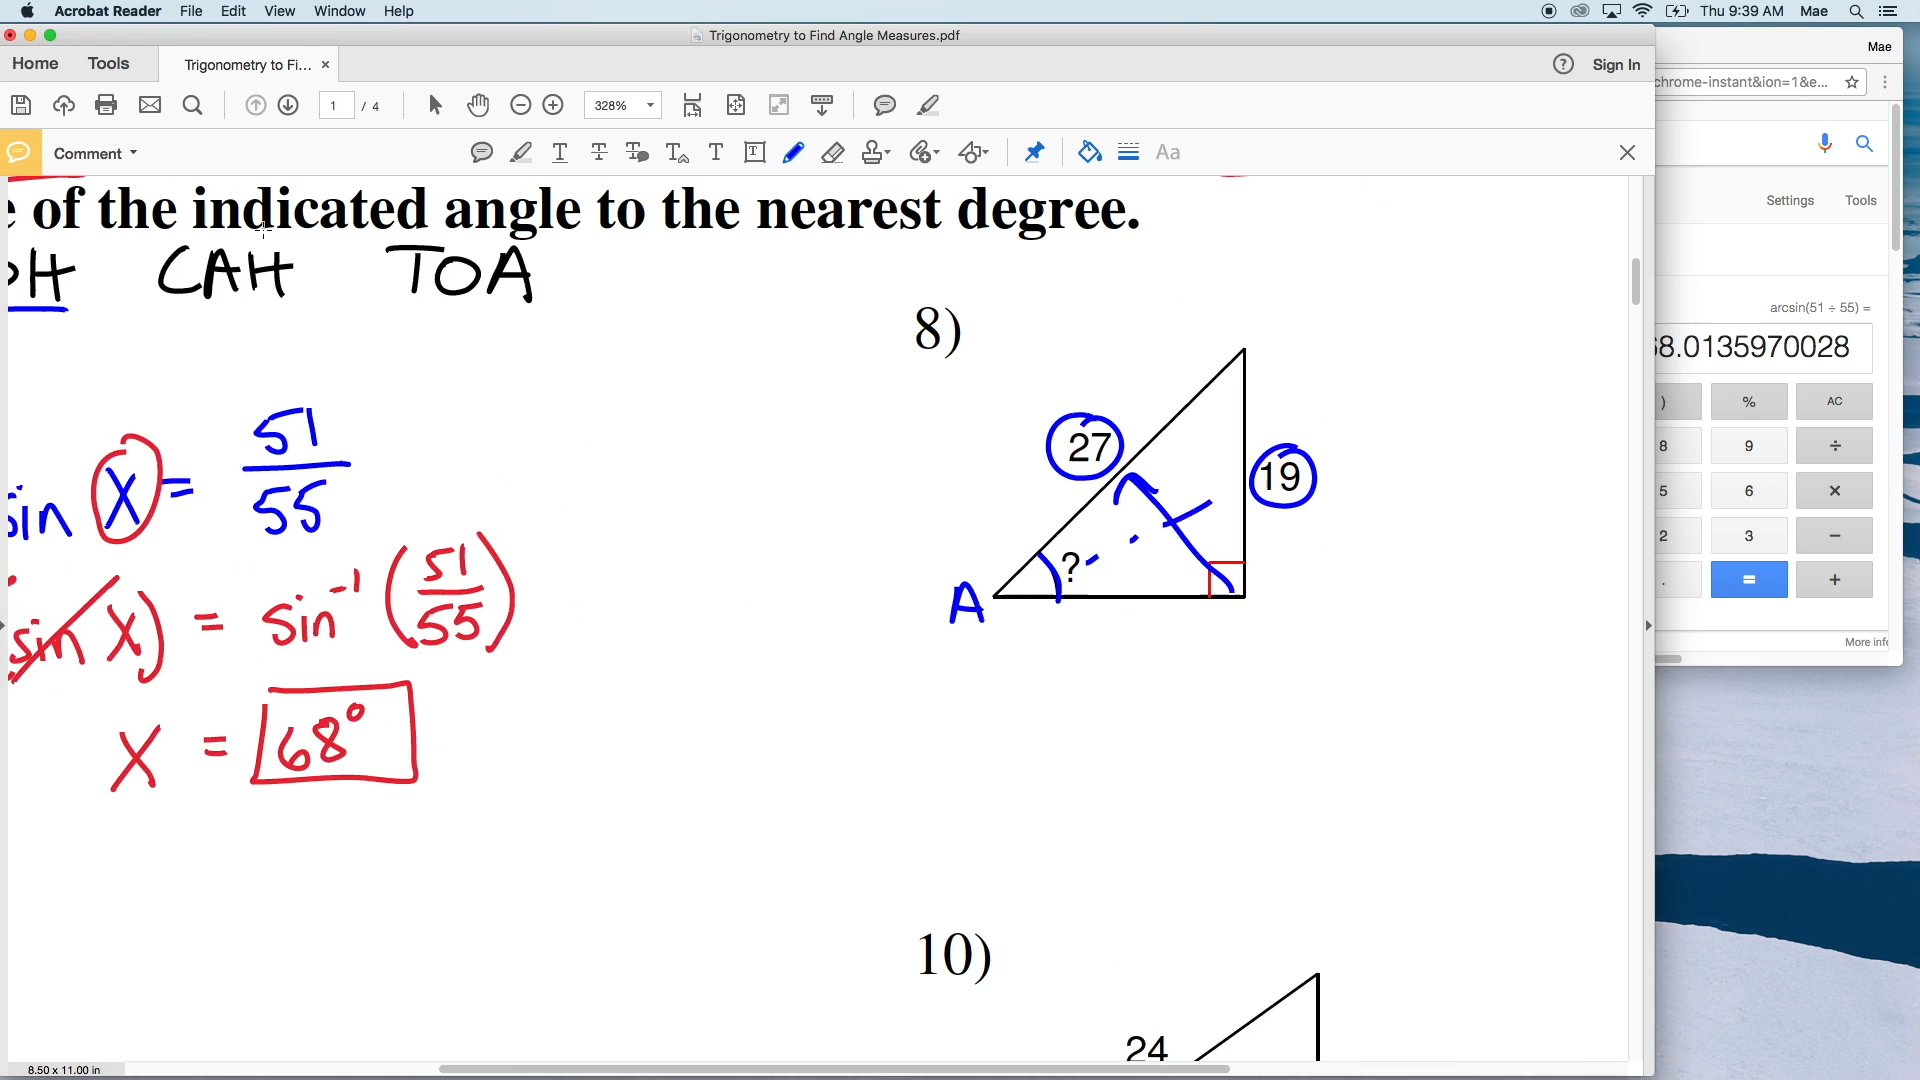 Acrobat Reader File Edit View Window Help Thu 9:39 AM Mae
Trigonometry to Find Angle Measures.pdf
Mae
Home Tools Trigonometry to Fi... × ? Sign In
chrome-instant&ion=1&e...
1 / 4 328%
Comment Aa
Settings Tools
e of the indicated angle to the nearest degree.
OH CAH TOA
8)
27
19
?
A
sin X = 51/55
sin X) = sin⁻¹ (51/55)
X = 68°
10)
24
arcsin(51 ÷ 55) =
68.0135970028
) % AC
8 9 ÷
5 6 ×
2 3 −
. = +
More info
8.50 x 11.00 in